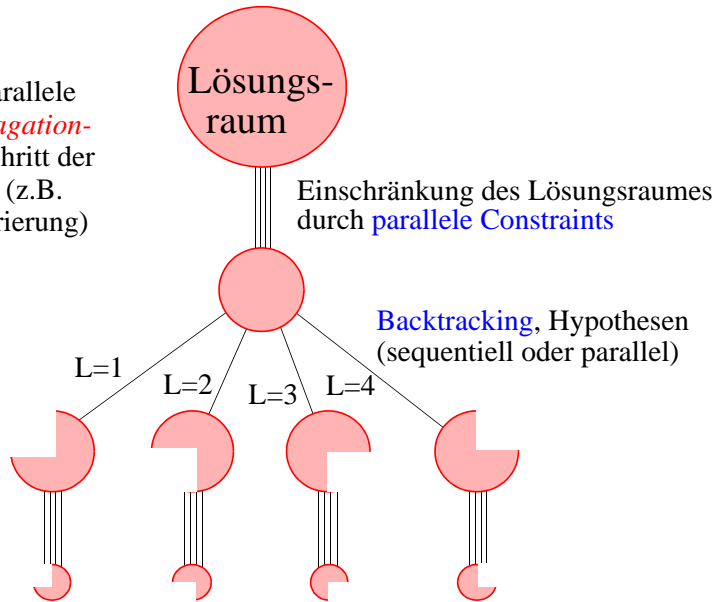 Lösungs-
raum
arallele
agation-
hritt der
(z.B.
rierung)
Einschränkung des Lösungsraumes
durch parallele Constraints
Backtracking, Hypothesen
(sequentiell oder parallel)
L=1
L=2
L=3
L=4